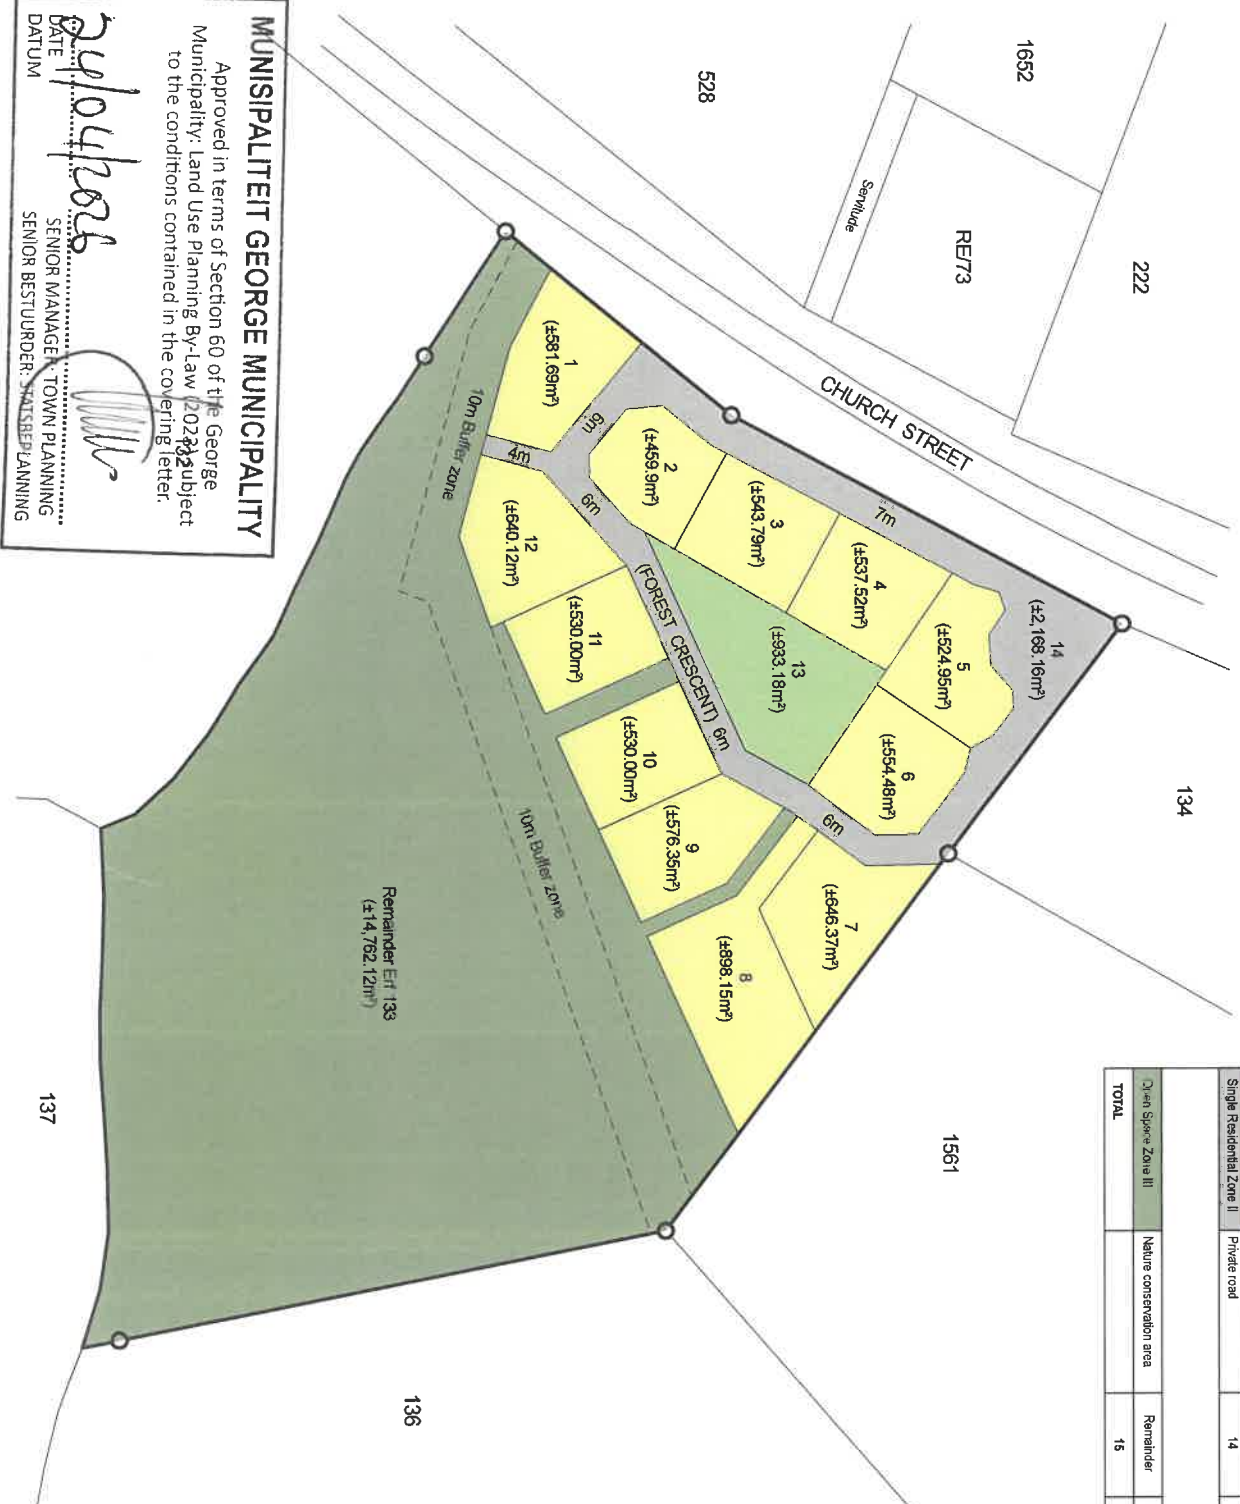 MUNISIPALITEIT GEORGE MUNICIPALITY
Approved in terms of Section 60 of the George
Municipality: Land Use Planning By-Law (2023) subject
to the conditions contained in the covering letter.
132
24/04/2026
DATE
DATUM
SENIOR MANAGER: TOWN PLANNING
SENIOR BESTUURDER: STATSBEPLANNING
1652
528
222
RE/73
Servitude
CHURCH STREET
134
1561
136
137
1
(±581.69m²)
2
(±459.9m²)
3
(±543.79m²)
4
(±537.52m²)
5
(±524.95m²)
6
(±554.48m²)
7
(±646.37m²)
8
(±898.15m²)
9
(±576.35m²)
10
(±530.00m²)
11
(±530.00m²)
12
(±640.12m²)
13
(±933.18m²)
14
(±2,168.16m²)
7m
6m
4m
6m
(FOREST CRESCENT) 6m
6m
10m Buffer zone
10m Buffer zone
Remainder Erf 133
(±14,762.12m²)
Single Residential Zone II Private road 14
Open Space Zone III Nature conservation area Remainder
TOTAL 15